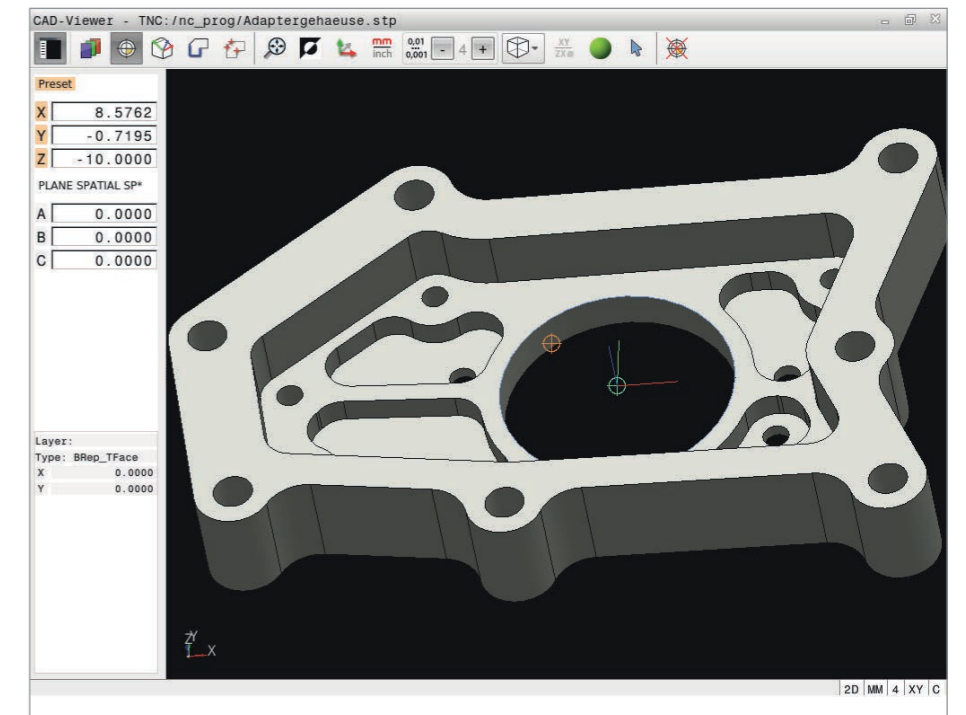 CAD-Viewer - TNC:/nc_prog/Adaptergehaeuse.stp
mm
inch
0,01
0,001
- 4 +
XY
ZX
Preset
X 8.5762
Y -0.7195
Z -10.0000
PLANE SPATIAL SP*
A 0.0000
B 0.0000
C 0.0000
Layer:
Type: BRep_TFace
X 0.0000
Y 0.0000
ZY
X
2D MM 4 XY C